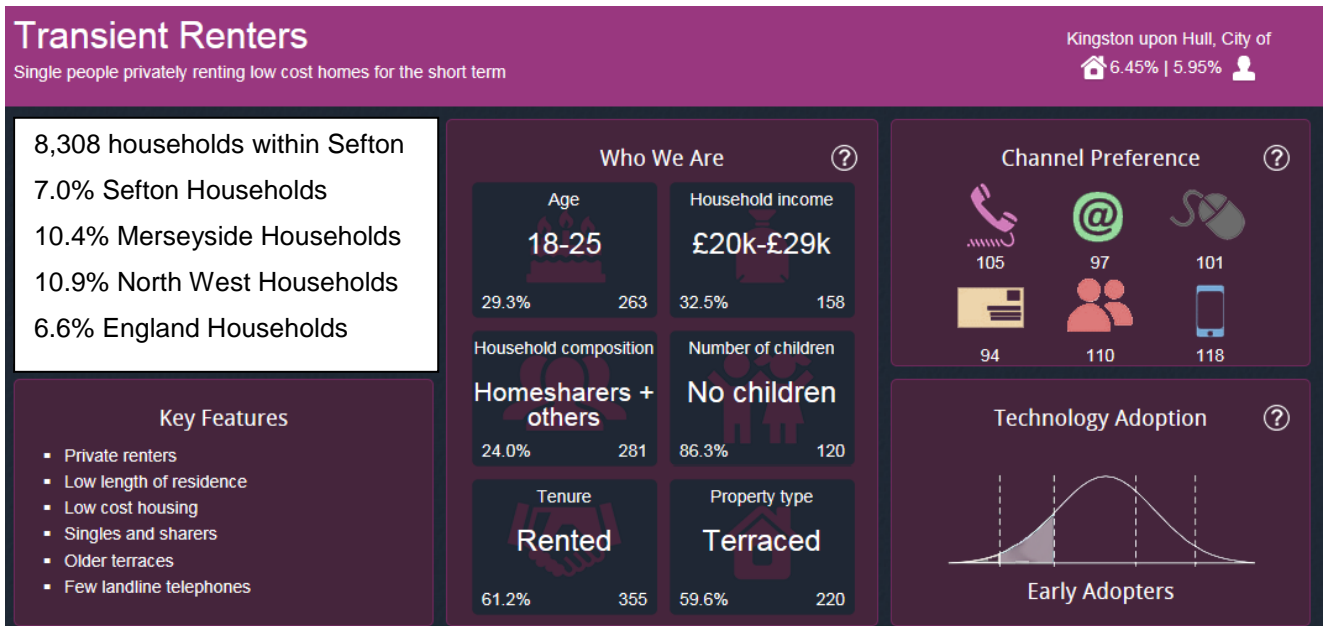 Transient Renters
Single people privately renting low cost homes for the short term
Kingston upon Hull, City of
6.45% | 5.95%
8,308 households within Sefton
7.0% Sefton Households
10.4% Merseyside Households
10.9% North West Households
6.6% England Households
Key Features
▪ Private renters
▪ Low length of residence
▪ Low cost housing
▪ Singles and sharers
▪ Older terraces
▪ Few landline telephones
Who We Are ?
Age
18-25
29.3% 263
Household income
£20k-£29k
32.5% 158
Household composition
Homesharers +
others
24.0% 281
Number of children
No children
86.3% 120
Tenure
Rented
61.2% 355
Property type
Terraced
59.6% 220
Channel Preference ?
@
105 97 101
94 110 118
Technology Adoption ?
Early Adopters